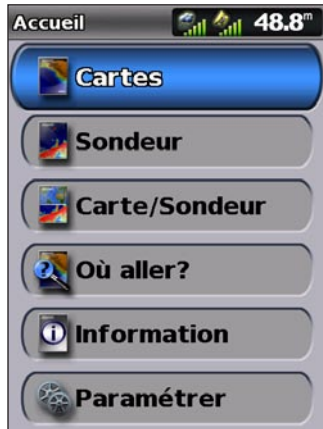 Accueil 48.8m
Cartes
Sondeur
Carte/Sondeur
Où aller?
Information
Paramétrer